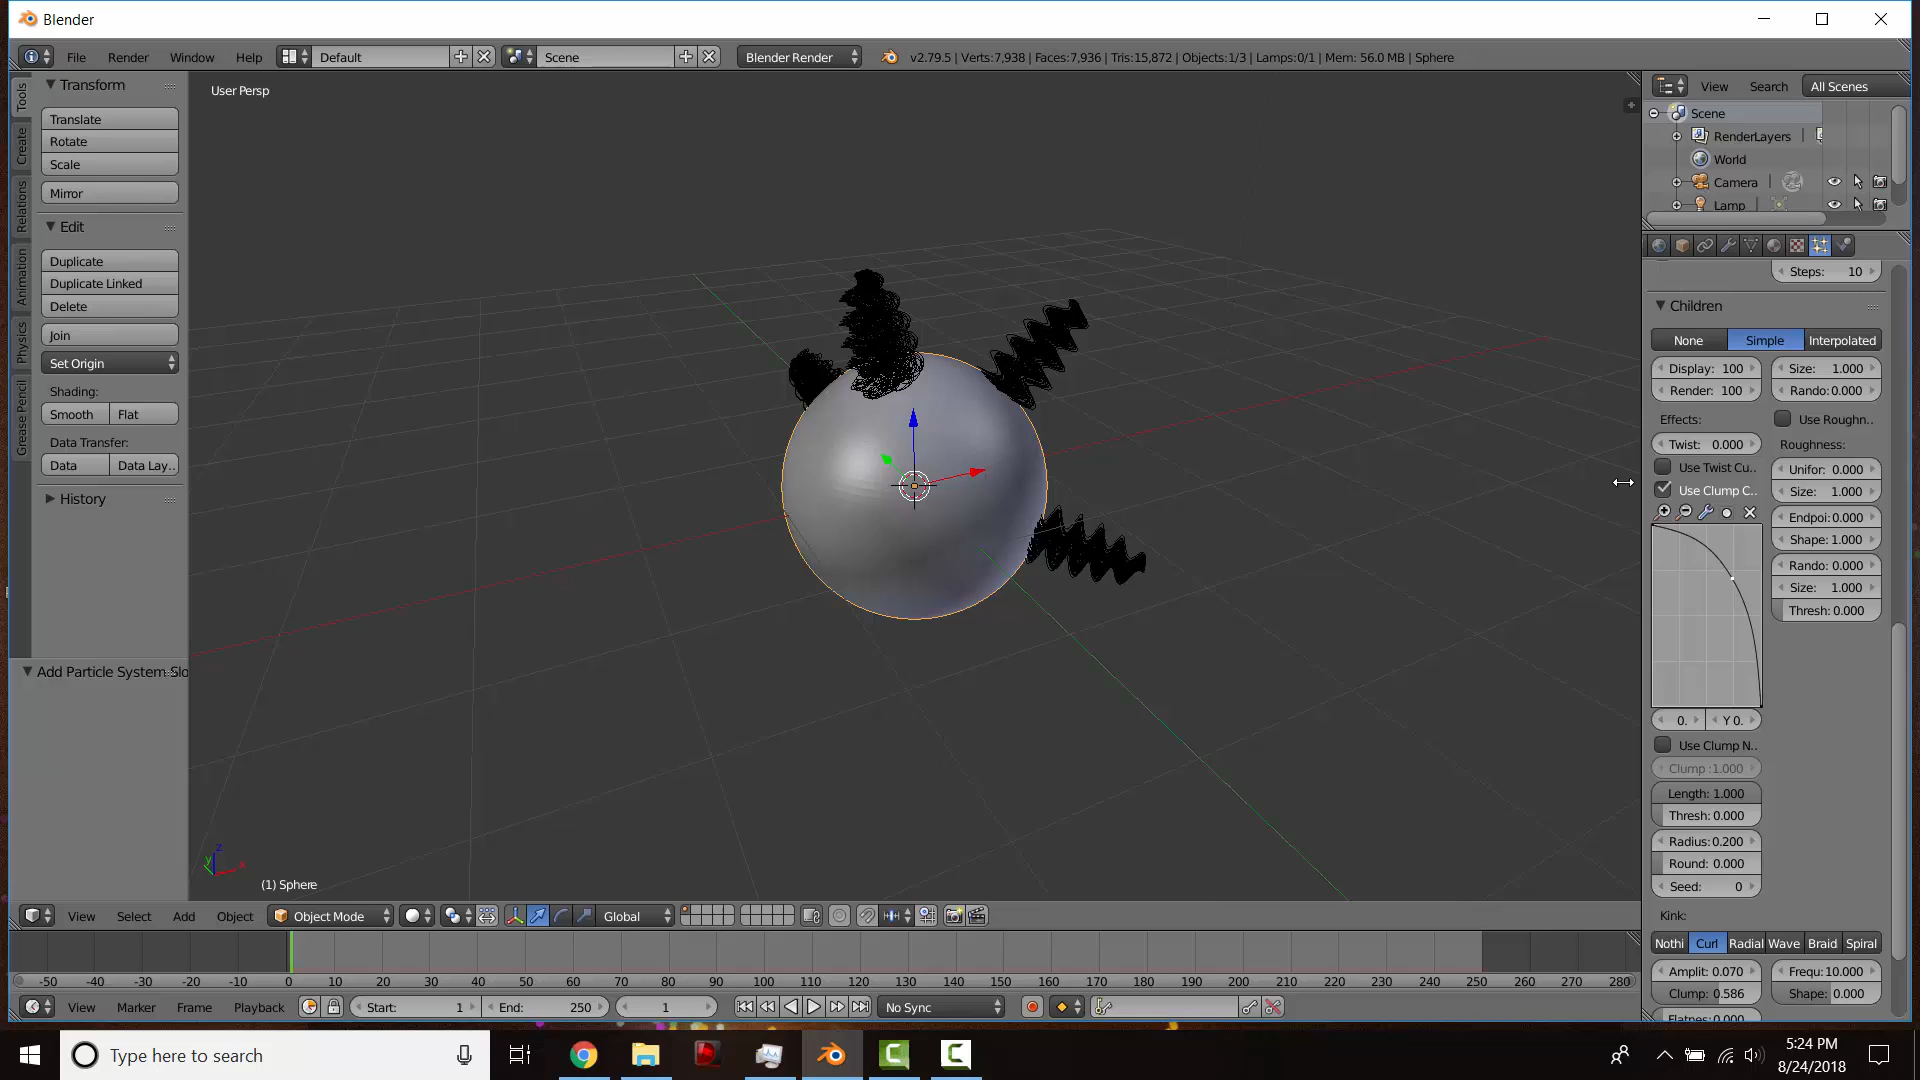 Blender
File Render Window Help Default Scene Blender Render v2.79.5 | Verts:7,938 | Faces:7,936 | Tris:15,872 | Objects:1/3 | Lamps:0/1 | Mem: 56.0 MB | Sphere
Tools
Create
Relations
Animation
Physics
Grease Pencil
Transform
Translate
Rotate
Scale
Mirror
Edit
Duplicate
Duplicate Linked
Delete
Join
Set Origin
Shading:
Smooth Flat
Data Transfer:
Data Data Lay..
History
Add Particle System Slo
User Persp
z
y x
(1) Sphere
View Search All Scenes
Scene
RenderLayers
World
Camera
Lamp
Steps: 10
Children
None Simple Interpolated
Display: 100 Size: 1.000
Render: 100 Rando:0.000
Effects: Use Roughn..
Twist: 0.000 Roughness:
Use Twist Cu.. Unifor: 0.000
Use Clump C.. Size: 1.000
Endpoi:0.000
Shape: 1.000
Rando: 0.000
Size: 1.000
Thresh: 0.000
0. Y 0.
Use Clump N..
Clump :1.000
Length: 1.000
Thresh: 0.000
Radius:0.200
Round: 0.000
Seed: 0
Kink:
Nothi Curl Radial Wave Braid Spiral
Amplit: 0.070 Frequ:10.000
Clump: 0.586 Shape: 0.000
Flatnes:0.000
View Select Add Object Object Mode Global
-50 -40 -30 -20 -10 0 10 20 30 40 50 60 70 80 90 100 110 120 130 140 150 160 170 180 190 200 210 220 230 240 250 260 270 280
View Marker Frame Playback Start: 1 End: 250 1 No Sync
Type here to search
5:24 PM
8/24/2018